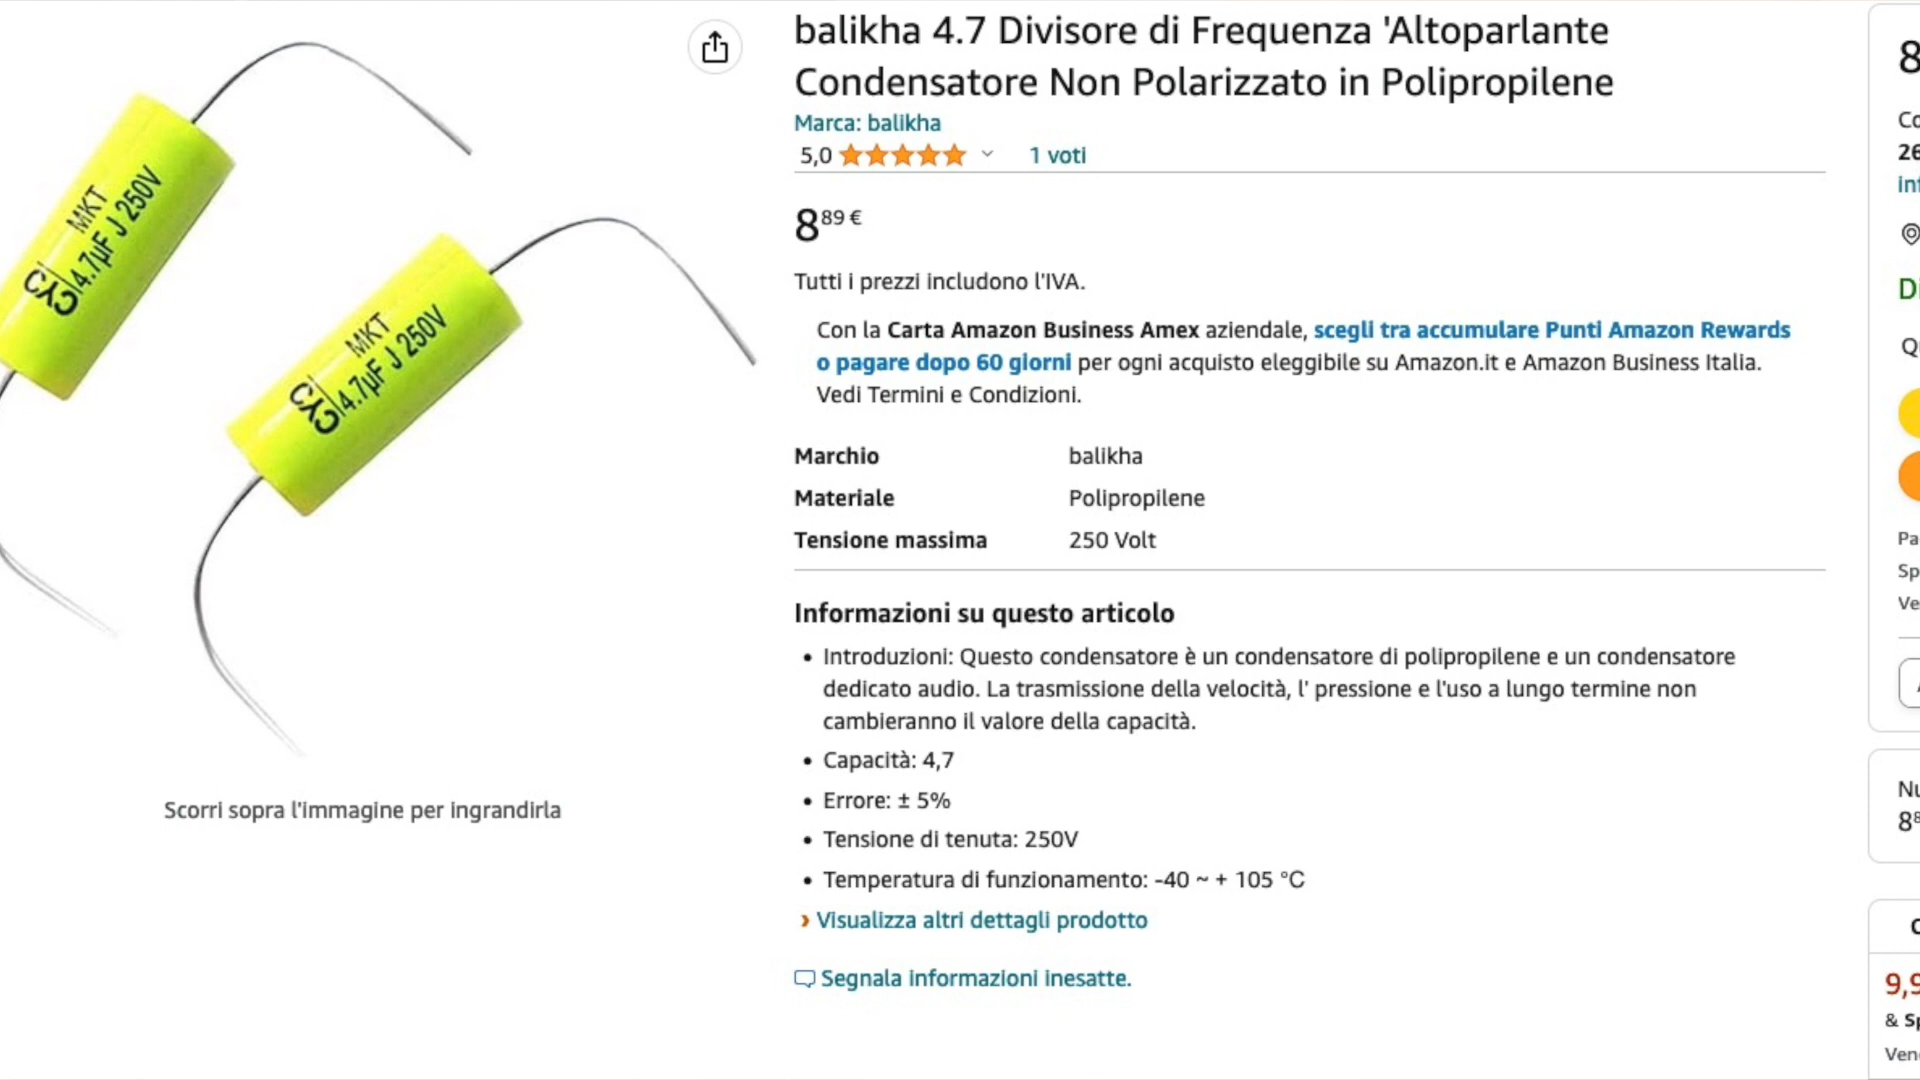 balikha 4.7 Divisore di Frequenza 'Altoparlante
Condensatore Non Polarizzato in Polipropilene
Marca: balikha
5,0 1 voti
8 89 €
Tutti i prezzi includono l'IVA.
Con la Carta Amazon Business Amex aziendale, scegli tra accumulare Punti Amazon Rewards
o pagare dopo 60 giorni per ogni acquisto eleggibile su Amazon.it e Amazon Business Italia.
Vedi Termini e Condizioni.
Marchio balikha
Materiale Polipropilene
Tensione massima 250 Volt
Informazioni su questo articolo
• Introduzioni: Questo condensatore è un condensatore di polipropilene e un condensatore
dedicato audio. La trasmissione della velocità, l' pressione e l'uso a lungo termine non
cambieranno il valore della capacità.
• Capacità: 4,7
• Errore: ± 5%
• Tensione di tenuta: 250V
• Temperatura di funzionamento: -40 ~ + 105 °C
› Visualizza altri dettagli prodotto
Segnala informazioni inesatte.
MKT
CY3 4.7µF J 250V
MKT
CY3 4.7µF J 250V
Scorri sopra l'immagine per ingrandirla
8
26
9,9
&